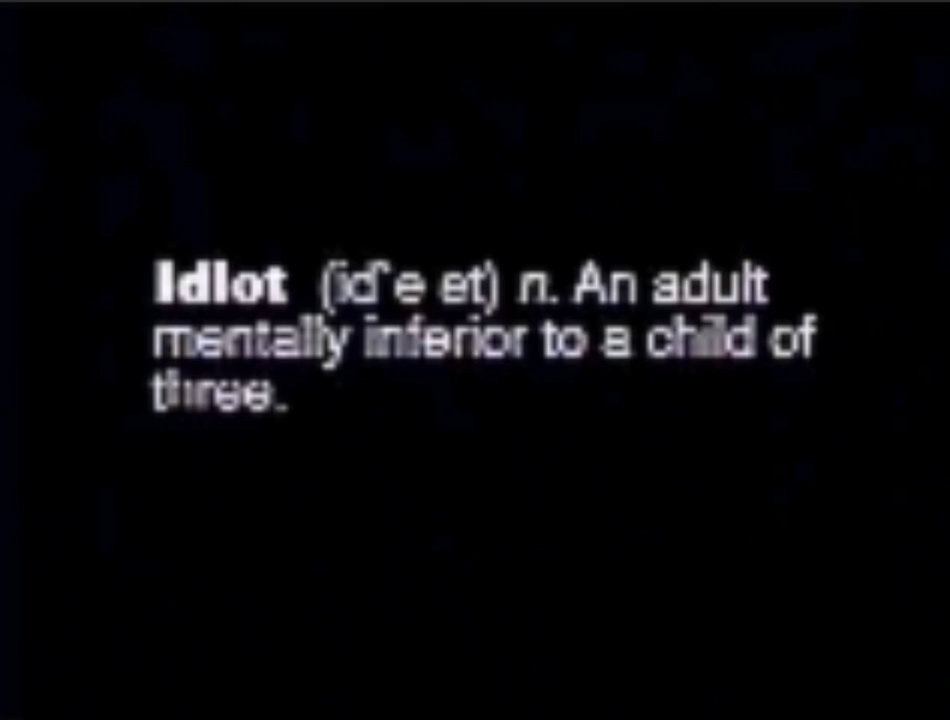 Idiot (id'e et) n. An adult
mentally inferior to a child of
three.